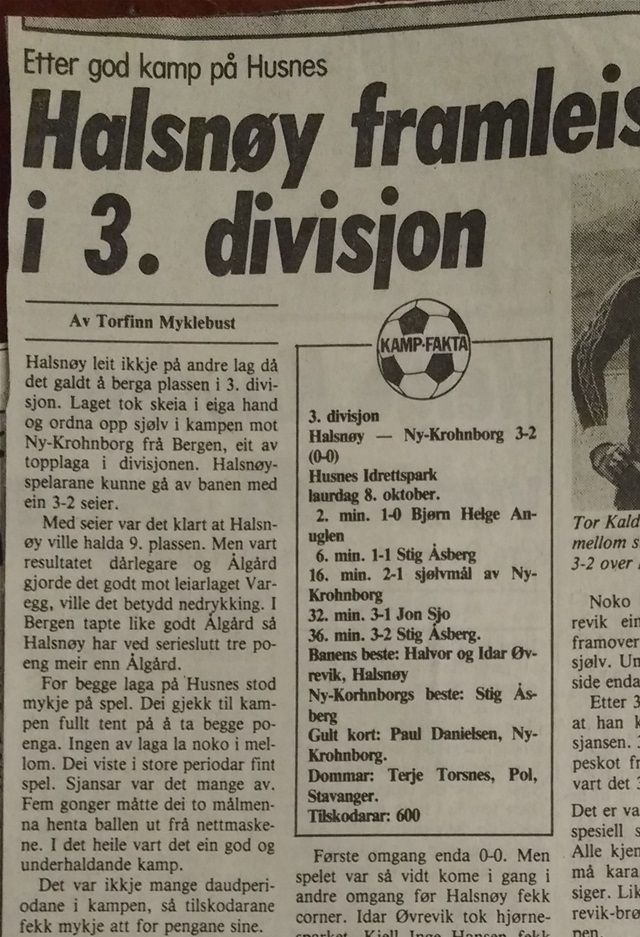 Etter god kamp på Husnes
Halsnøy framleis
i 3. divisjon
Av Torfinn Myklebust
Halsnøy leit ikkje på andre lag då
det galdt å berga plassen i 3. divi-
sjon. Laget tok skeia i eiga hand
og ordna opp sjølv i kampen mot
Ny-Krohnborg frå Bergen, eit av
topplaga i divisjonen. Halsnøy-
spelarane kunne gå av banen med
ein 3-2 seier.
Med seier var det klart at Halsn-
øy ville halda 9. plassen. Men vart
resultatet dårlegare og Ålgård
gjorde det godt mot leiarlaget Var-
egg, ville det betydd nedrykking. I
Bergen tapte like godt Ålgård så
Halsnøy har ved serieslutt tre po-
eng meir enn Ålgård.
For begge laga på Husnes stod
mykje på spel. Dei gjekk til kam-
pen fullt tent på å ta begge po-
enga. Ingen av laga la noko i mel-
lom. Dei viste i store periodar fint
spel. Sjansar var det mange av.
Fem gonger måtte dei to målmen-
na henta ballen ut frå nettmaske-
ne. I det heile vart det ein god og
underhaldande kamp.
Det var ikkje mange daudperi-
odane i kampen, så tilskodarane
fekk mykje att for pengane sine.
KAMP-FAKTA
3. divisjon
Halsnøy — Ny-Krohnborg 3-2
(0-0)
Husnes Idrettspark
laurdag 8. oktober.
2. min. 1-0 Bjørn Helge An-
uglen
6. min. 1-1 Stig Åsberg
16. min. 2-1 sjølvmål av Ny-
Krohnborg
32. min. 3-1 Jon Sjo
36. min. 3-2 Stig Åsberg.
Banens beste: Halvor og Idar Øv-
revik, Halsnøy
Ny-Korhnborgs beste: Stig Ås-
berg
Gult kort: Paul Danielsen, Ny-
Krohnborg.
Dommar: Terje Torsnes, Pol,
Stavanger.
Tilskodarar: 600
Første omgang enda 0-0. Men
spelet var så vidt kome i gang i
andre omgang før Halsnøy fekk
corner. Idar Øvrevik tok hjørne-
sparket. Kjell Inge Hansen fekk
Tor Kald
mellom s
3-2 over
Noko
revik ein
framover
sjølv. Un
side enda
Etter 3
at han k
sjansen.
peskot fr
vart det 3
Det er va
spesiell s
Alle kjen
må kara
siger. Lik
revik-brø
pen.